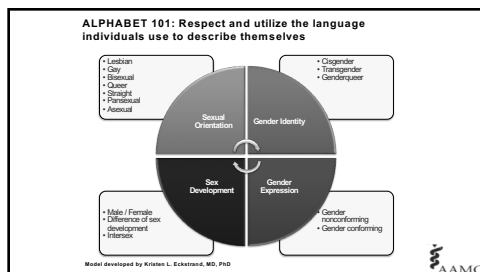 ALPHABET 101: Respect and utilize the language
individuals use to describe themselves
• Lesbian
• Gay
• Bisexual
• Queer
• Straight
• Pansexual
• Asexual
• Cisgender
• Transgender
• Genderqueer
Sexual
Orientation
Gender Identity
Sex
Development
Gender
Expression
• Male / Female
• Difference of sex
development
• Intersex
• Gender
nonconforming
• Gender conforming
Model developed by Kristen L. Eckstrand, MD, PhD
AAMC